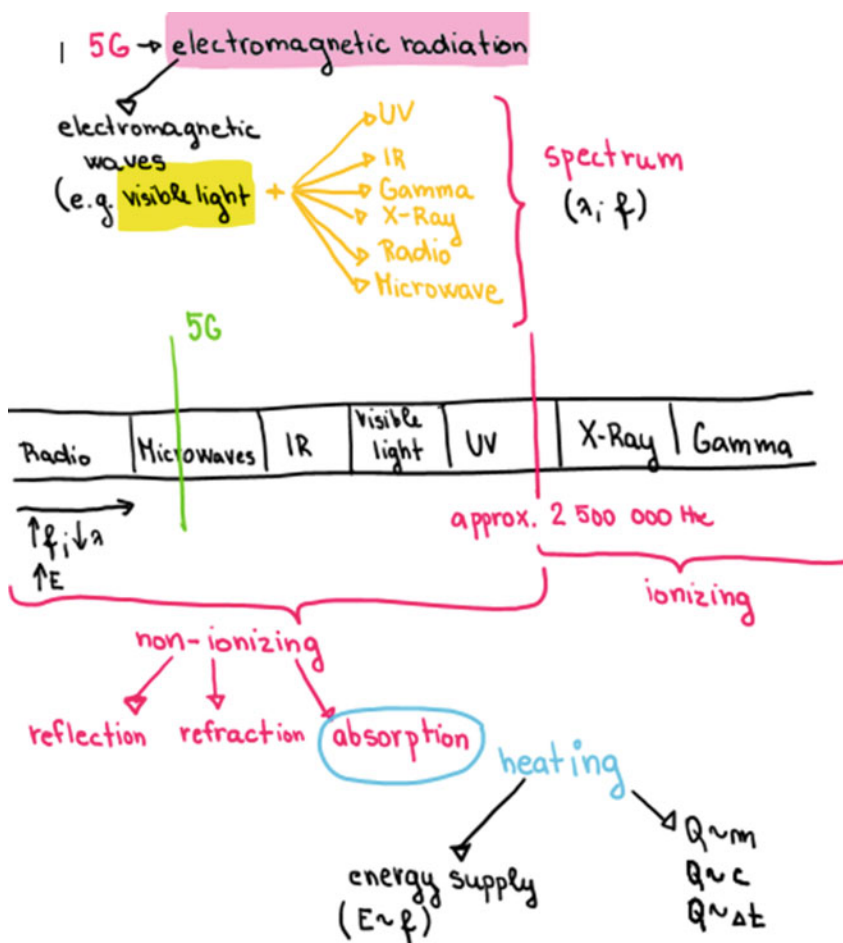 | 5G → electromagnetic radiation
electromagnetic
waves
(e.g. visible light +
UV
IR
Gamma
X-Ray
Radio
Microwave
spectrum
(λ; f)
5G
Radio | Microwaves | IR | Visible light | UV | X-Ray | Gamma
↑f; ↓λ
↑E
approx. 2 500 000 Hz
ionizing
non-ionizing
reflection refraction absorption
heating
energy supply
(E~f)
Q~m
Q~c
Q~Δt